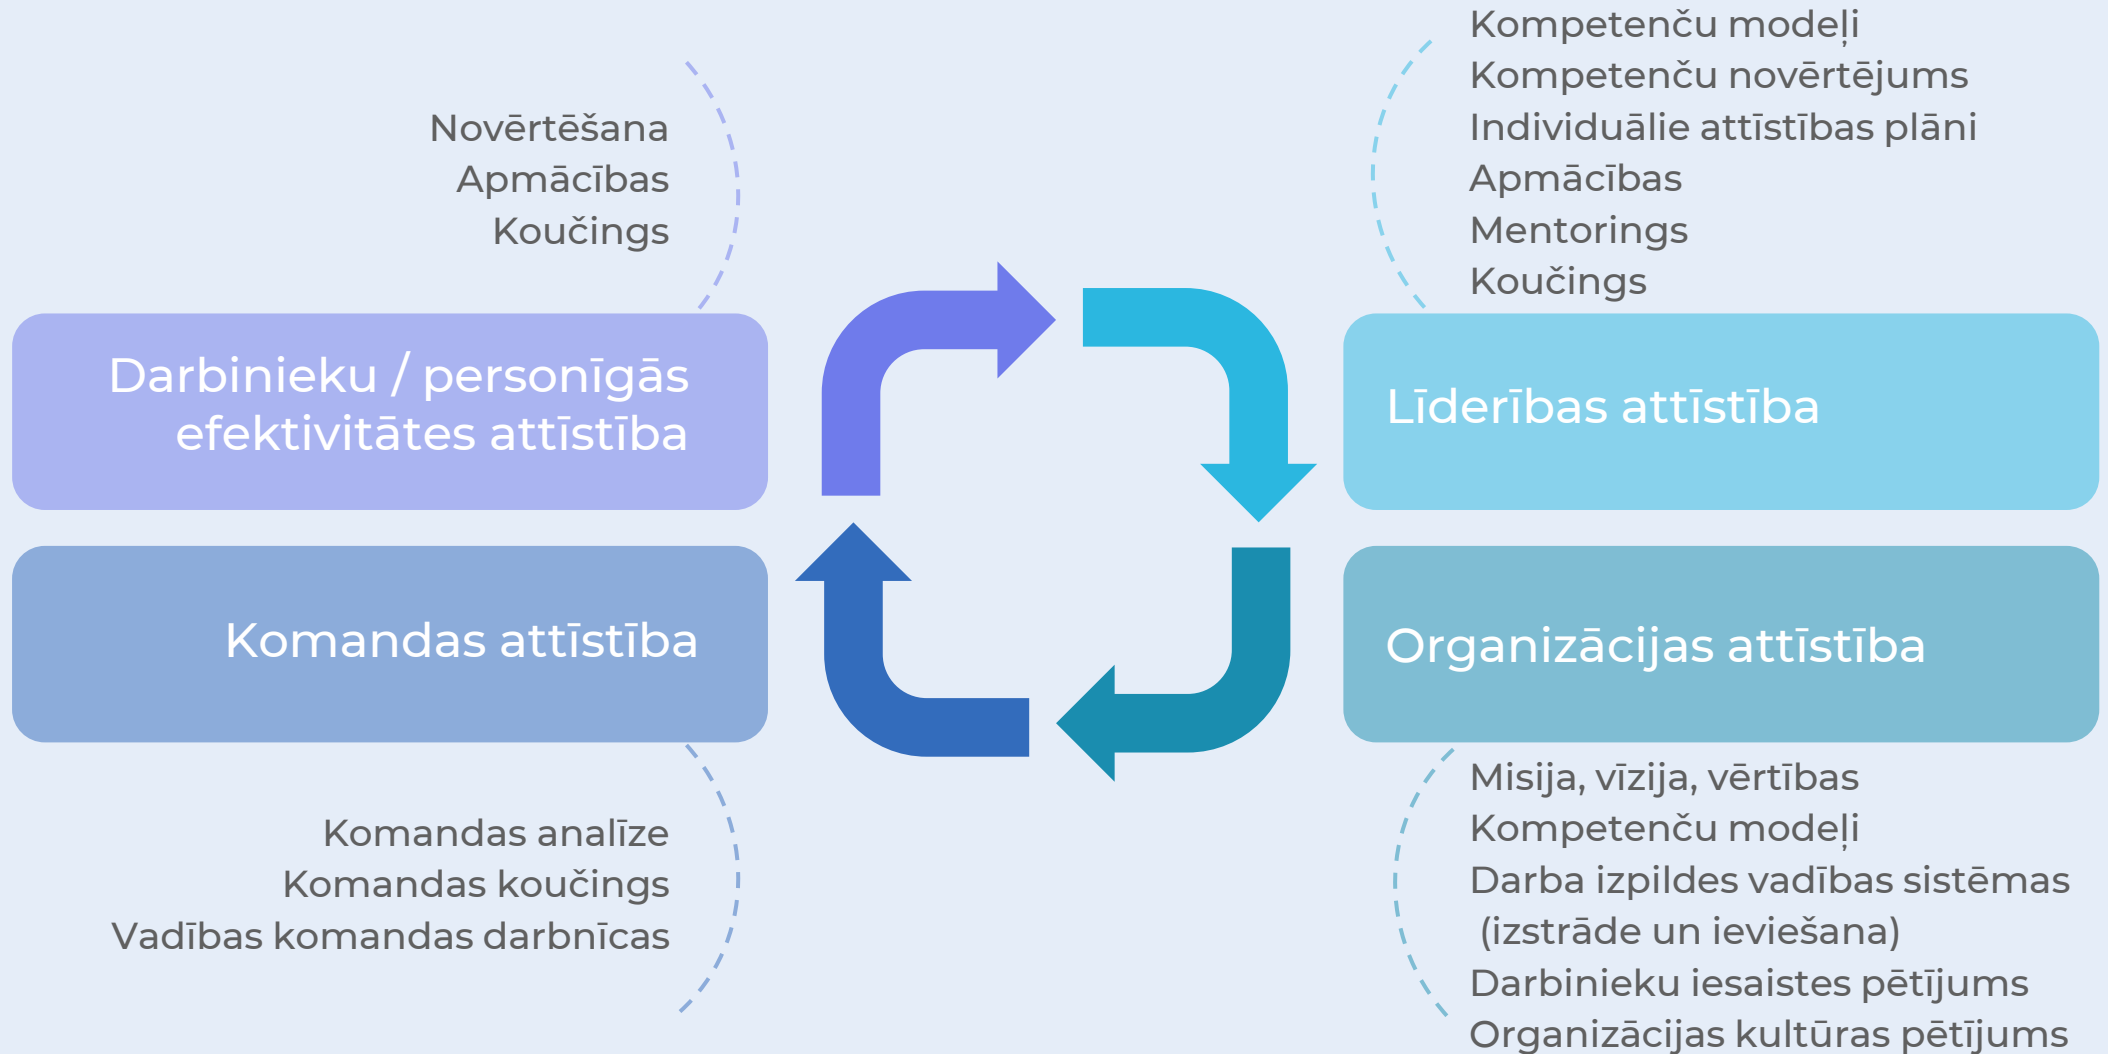 Novērtēšana
Apmācības
Koučings
Darbinieku / personīgās
efektivitātes attīstība
Kompetenču modeļi
Kompetenču novērtējums
Individuālie attīstības plāni
Apmācības
Mentorings
Koučings
Līderības attīstība
Komandas attīstība
Komandas analīze
Komandas koučings
Vadības komandas darbnīcas
Organizācijas attīstība
Misija, vīzija, vērtības
Kompetenču modeļi
Darba izpildes vadības sistēmas
(izstrāde un ieviešana)
Darbinieku iesaistes pētījums
Organizācijas kultūras pētījums